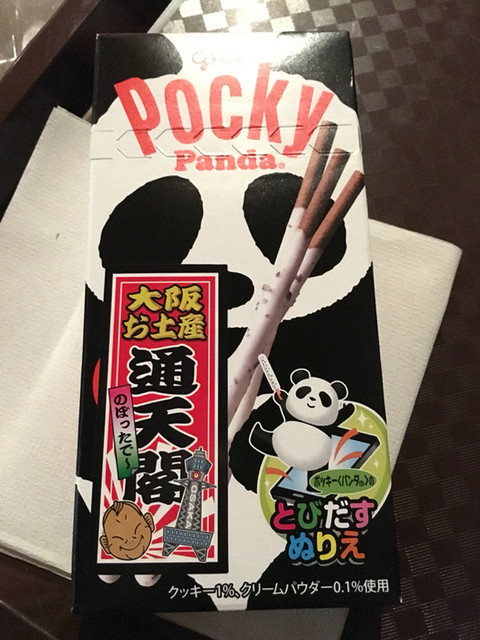 Glico
Pocky
Panda®
大阪
お土産
通天閣
のぼったで〜
OSAKA
ポッキー<パンダ®>の
とびだす
ぬりえ
クッキー1%、クリームパウダー0.1%使用